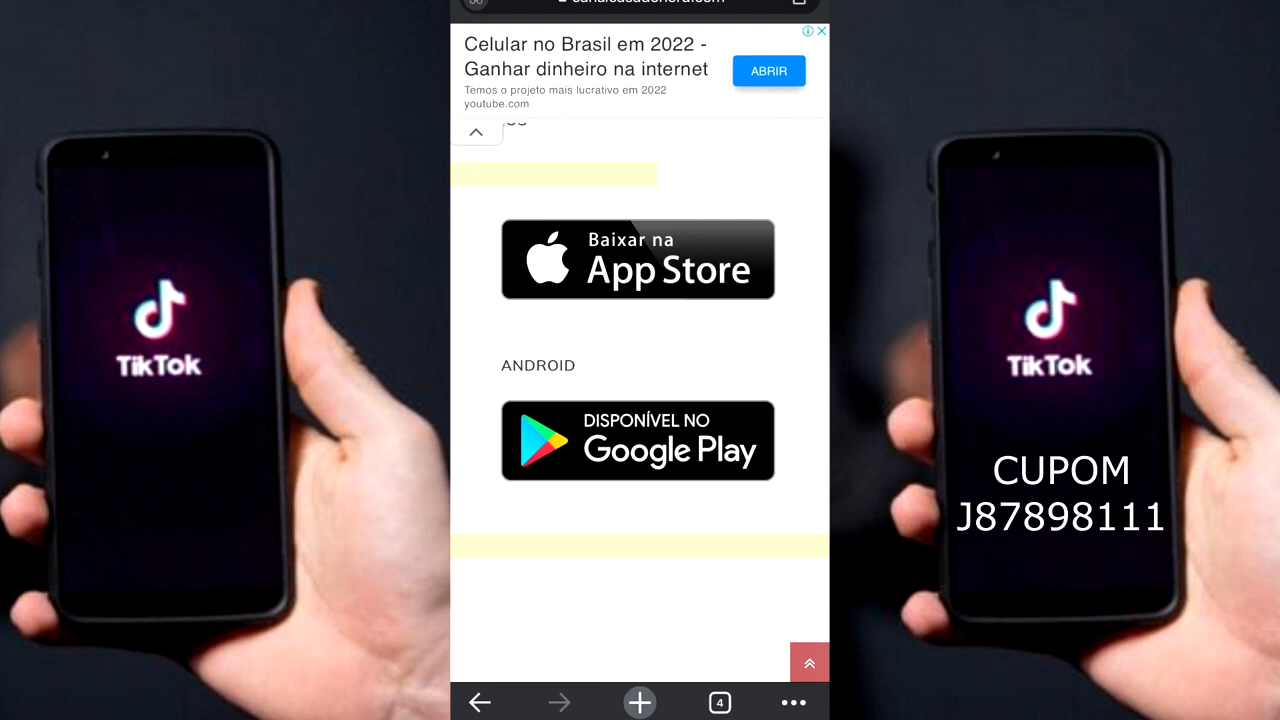 Celular no Brasil em 2022 -
Ganhar dinheiro na internet
Temos o projeto mais lucrativo em 2022
youtube.com
ABRIR
Baixar na
App Store
ANDROID
DISPONÍVEL NO
Google Play
4
TikTok
TikTok
CUPOM
J87898111